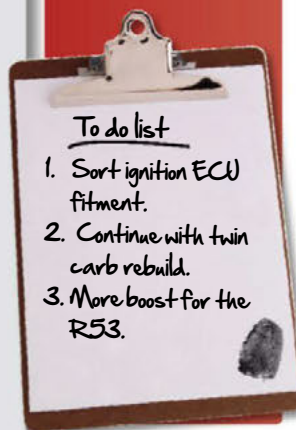 To do list
1. Sort ignition ECU
fitment.
2. Continue with twin
carb rebuild.
3. More boost for the
R53.